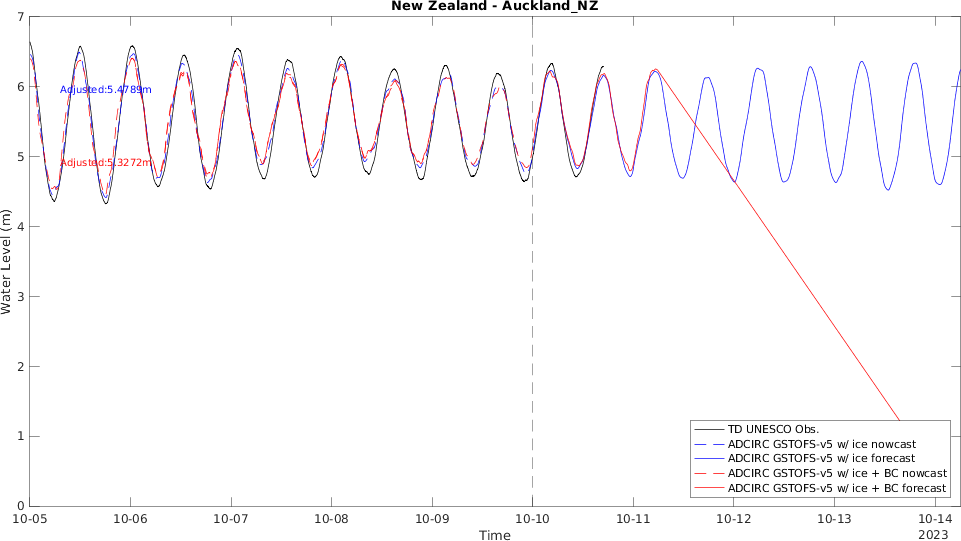 New Zealand - Auckland_NZ
7
6
5
4
3
2
1
0
Water Level (m)
Adjusted:5.4789m
Adjusted:5.3272m
TD UNESCO Obs.
ADCIRC GSTOFS-v5 w/ ice nowcast
ADCIRC GSTOFS-v5 w/ ice forecast
ADCIRC GSTOFS-v5 w/ ice + BC nowcast
ADCIRC GSTOFS-v5 w/ ice + BC forecast
10-05 10-06 10-07 10-08 10-09 10-10 10-11 10-12 10-13 10-14
Time
2023